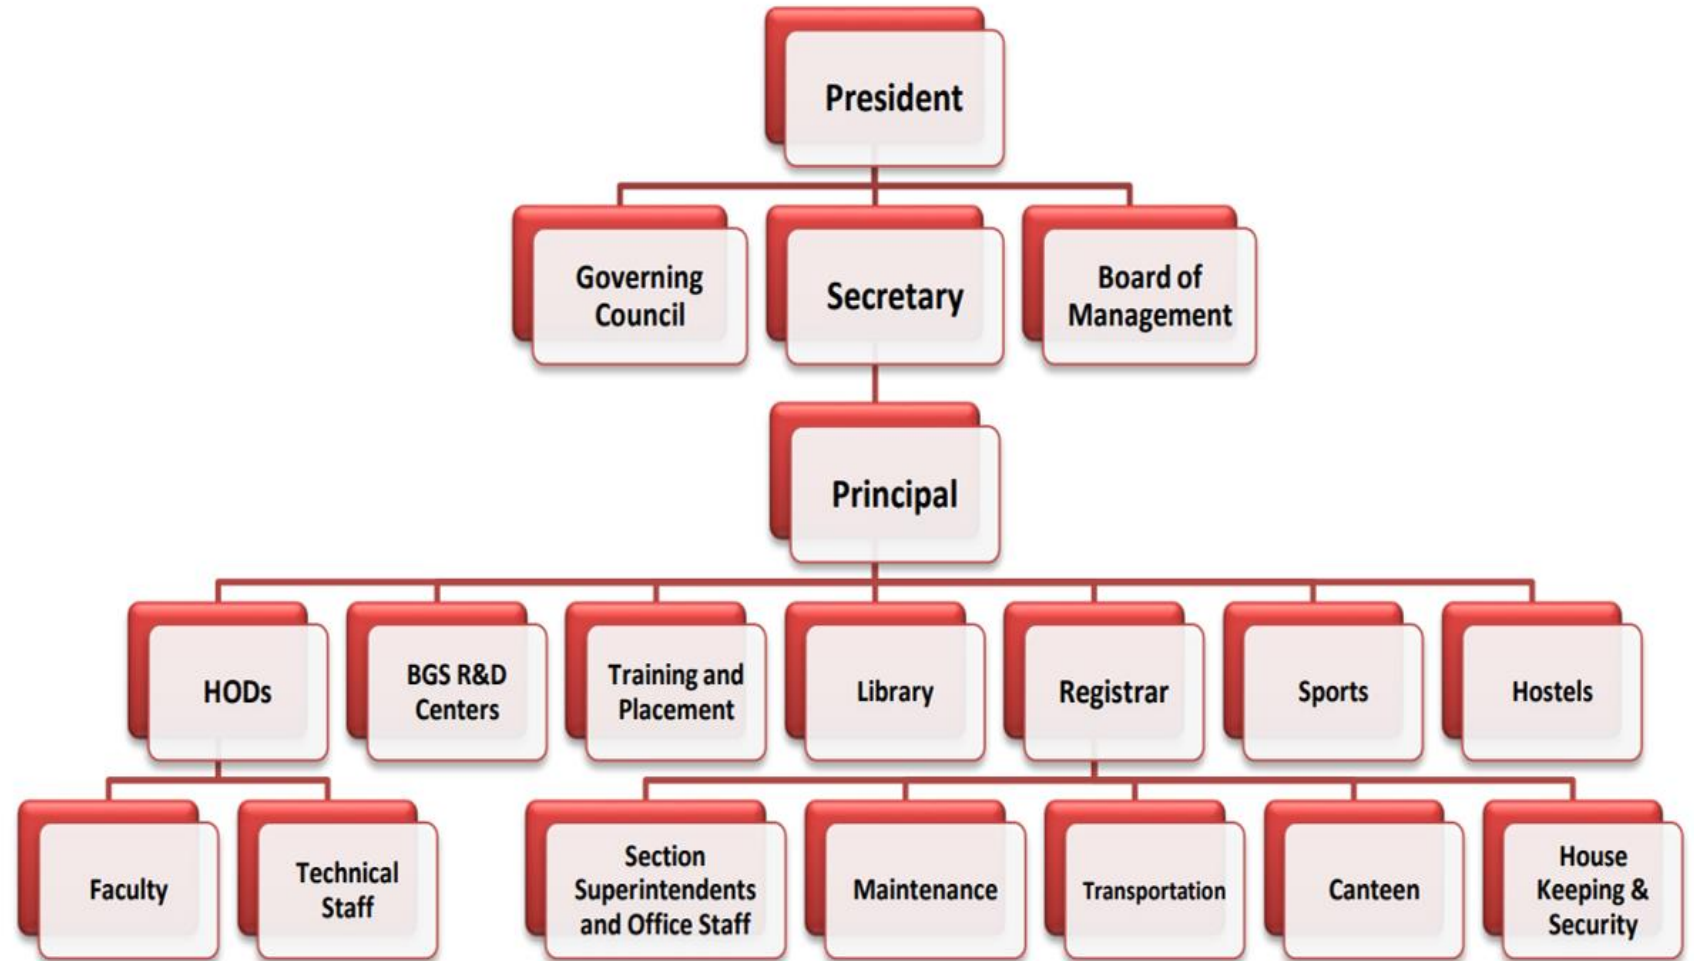 President
Governing
Council
Secretary
Board of
Management
Principal
HODs
BGS R&D
Centers
Training and
Placement
Library
Registrar
Sports
Hostels
Faculty
Technical
Staff
Section
Superintendents
and Office Staff
Maintenance
Transportation
Canteen
House
Keeping &
Security